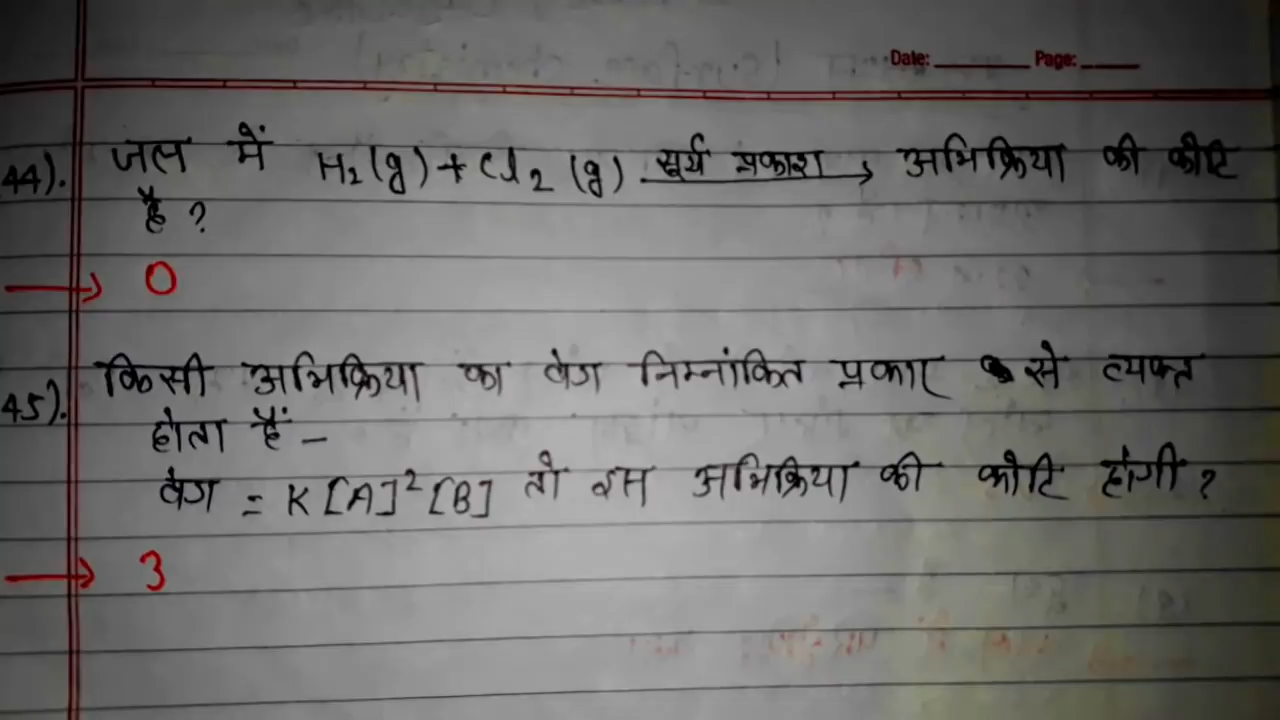 Date: Page:
44). जल में H₂(g) + Cl₂ (g) सूर्य प्रकाश → अभिक्रिया की कोटि
है ?
→ 0
45). किसी अभिक्रिया का वेग निम्नांकित प्रकार से व्यक्त
होता हैं –
वेग = K [A]² [B] तो इस अभिक्रिया की कोटि होगी ?
→ 3